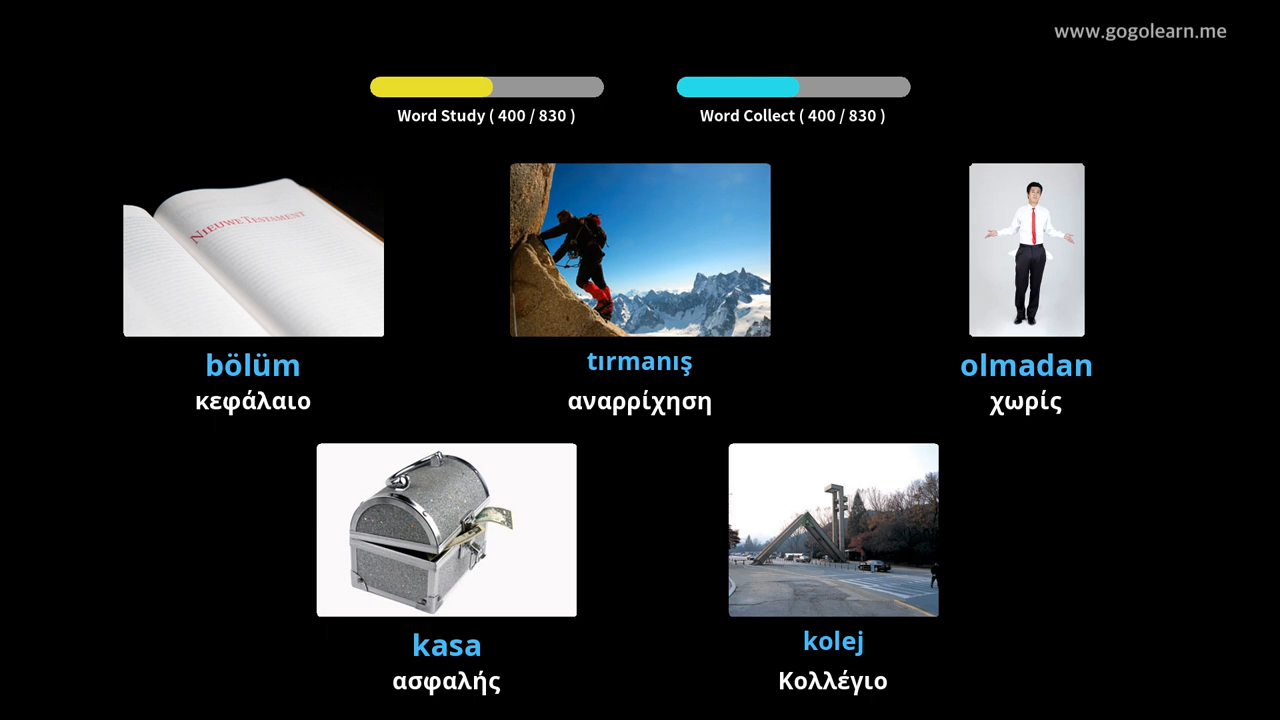 www.gogolearn.me
Word Study ( 400 / 830 )
Word Collect ( 400 / 830 )
NIEUWE TESTAMENT
bölüm
κεφάλαιο
tırmanış
αναρρίχηση
olmadan
χωρίς
kasa
ασφαλής
kolej
Κολλέγιο